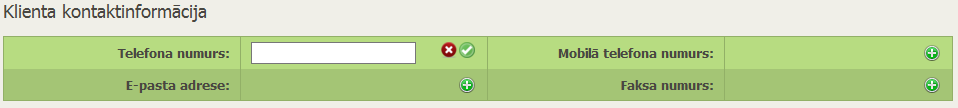 Klienta kontaktinformācija
Telefona numurs: Mobilā telefona numurs:
E-pasta adrese: Faksa numurs: